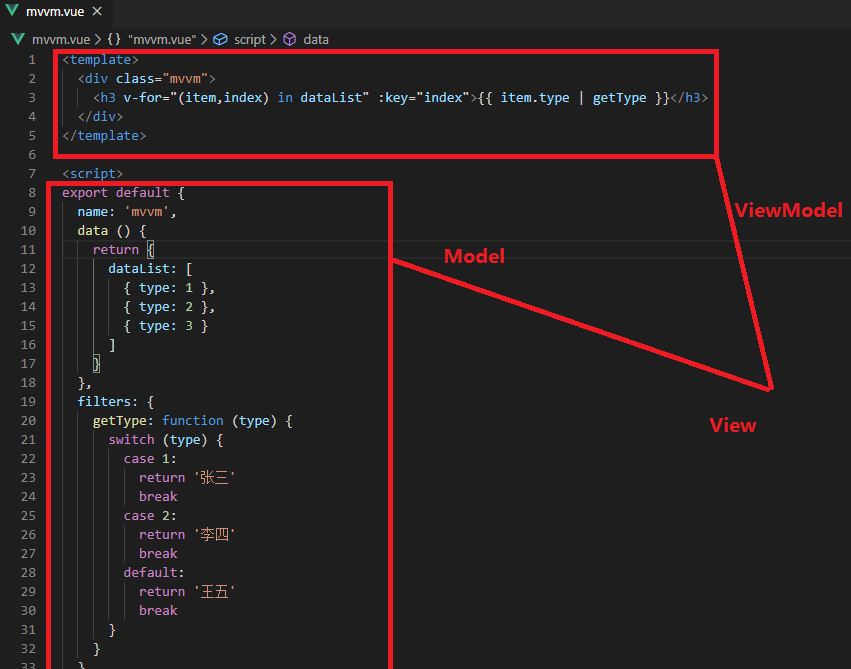 mvvm.vue ×
mvvm.vue > {} "mvvm.vue" > script > data
1 <template>
2 <div class="mvvm">
3 <h3 v-for="(item,index) in dataList" :key="index">{{ item.type | getType }}</h3>
4 </div>
5 </template>
6
7 <script>
8 export default {
9 name: 'mvvm',
10 data () {
11 return {
12 dataList: [
13 { type: 1 },
14 { type: 2 },
15 { type: 3 }
16 ]
17 }
18 },
19 filters: {
20 getType: function (type) {
21 switch (type) {
22 case 1:
23 return '张三'
24 break
25 case 2:
26 return '李四'
27 break
28 default:
29 return '王五'
30 break
31 }
32 }
33 }
ViewModel
Model
View